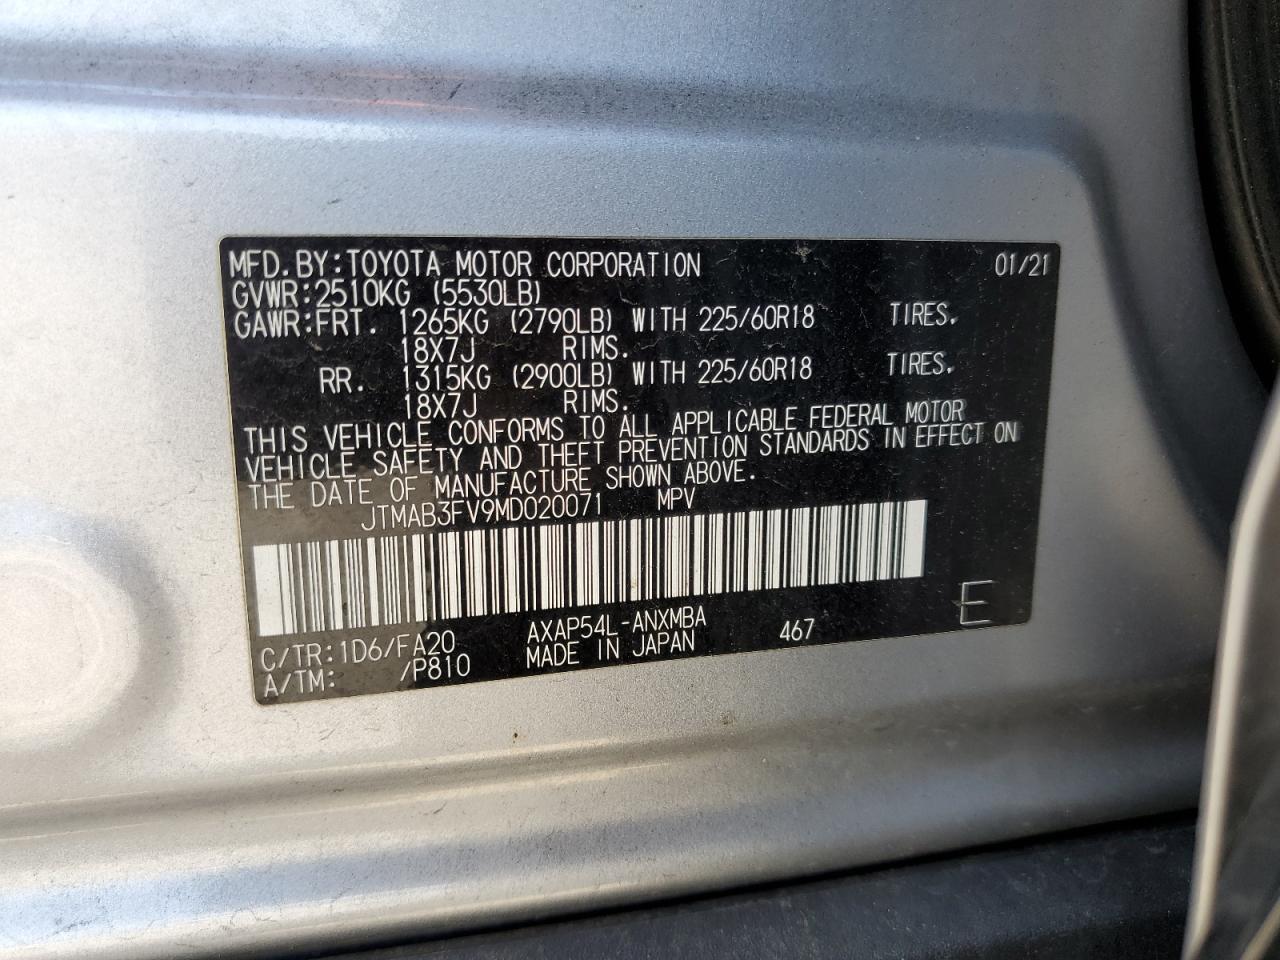 MFD.BY:TOYOTA MOTOR CORPORATION 01/21
GVWR:2510KG (5530LB)
GAWR:FRT. 1265KG (2790LB) WITH 225/60R18 TIRES.
18X7J RIMS.
RR. 1315KG (2900LB) WITH 225/60R18 TIRES.
18X7J RIMS.
THIS VEHICLE CONFORMS TO ALL APPLICABLE FEDERAL MOTOR
VEHICLE SAFETY AND THEFT PREVENTION STANDARDS IN EFFECT ON
THE DATE OF MANUFACTURE SHOWN ABOVE.
JTMAB3FV9MD020071 MPV
C/TR:1D6/FA20 AXAP54L-ANXMBA 467 E
A/TM: /P810 MADE IN JAPAN